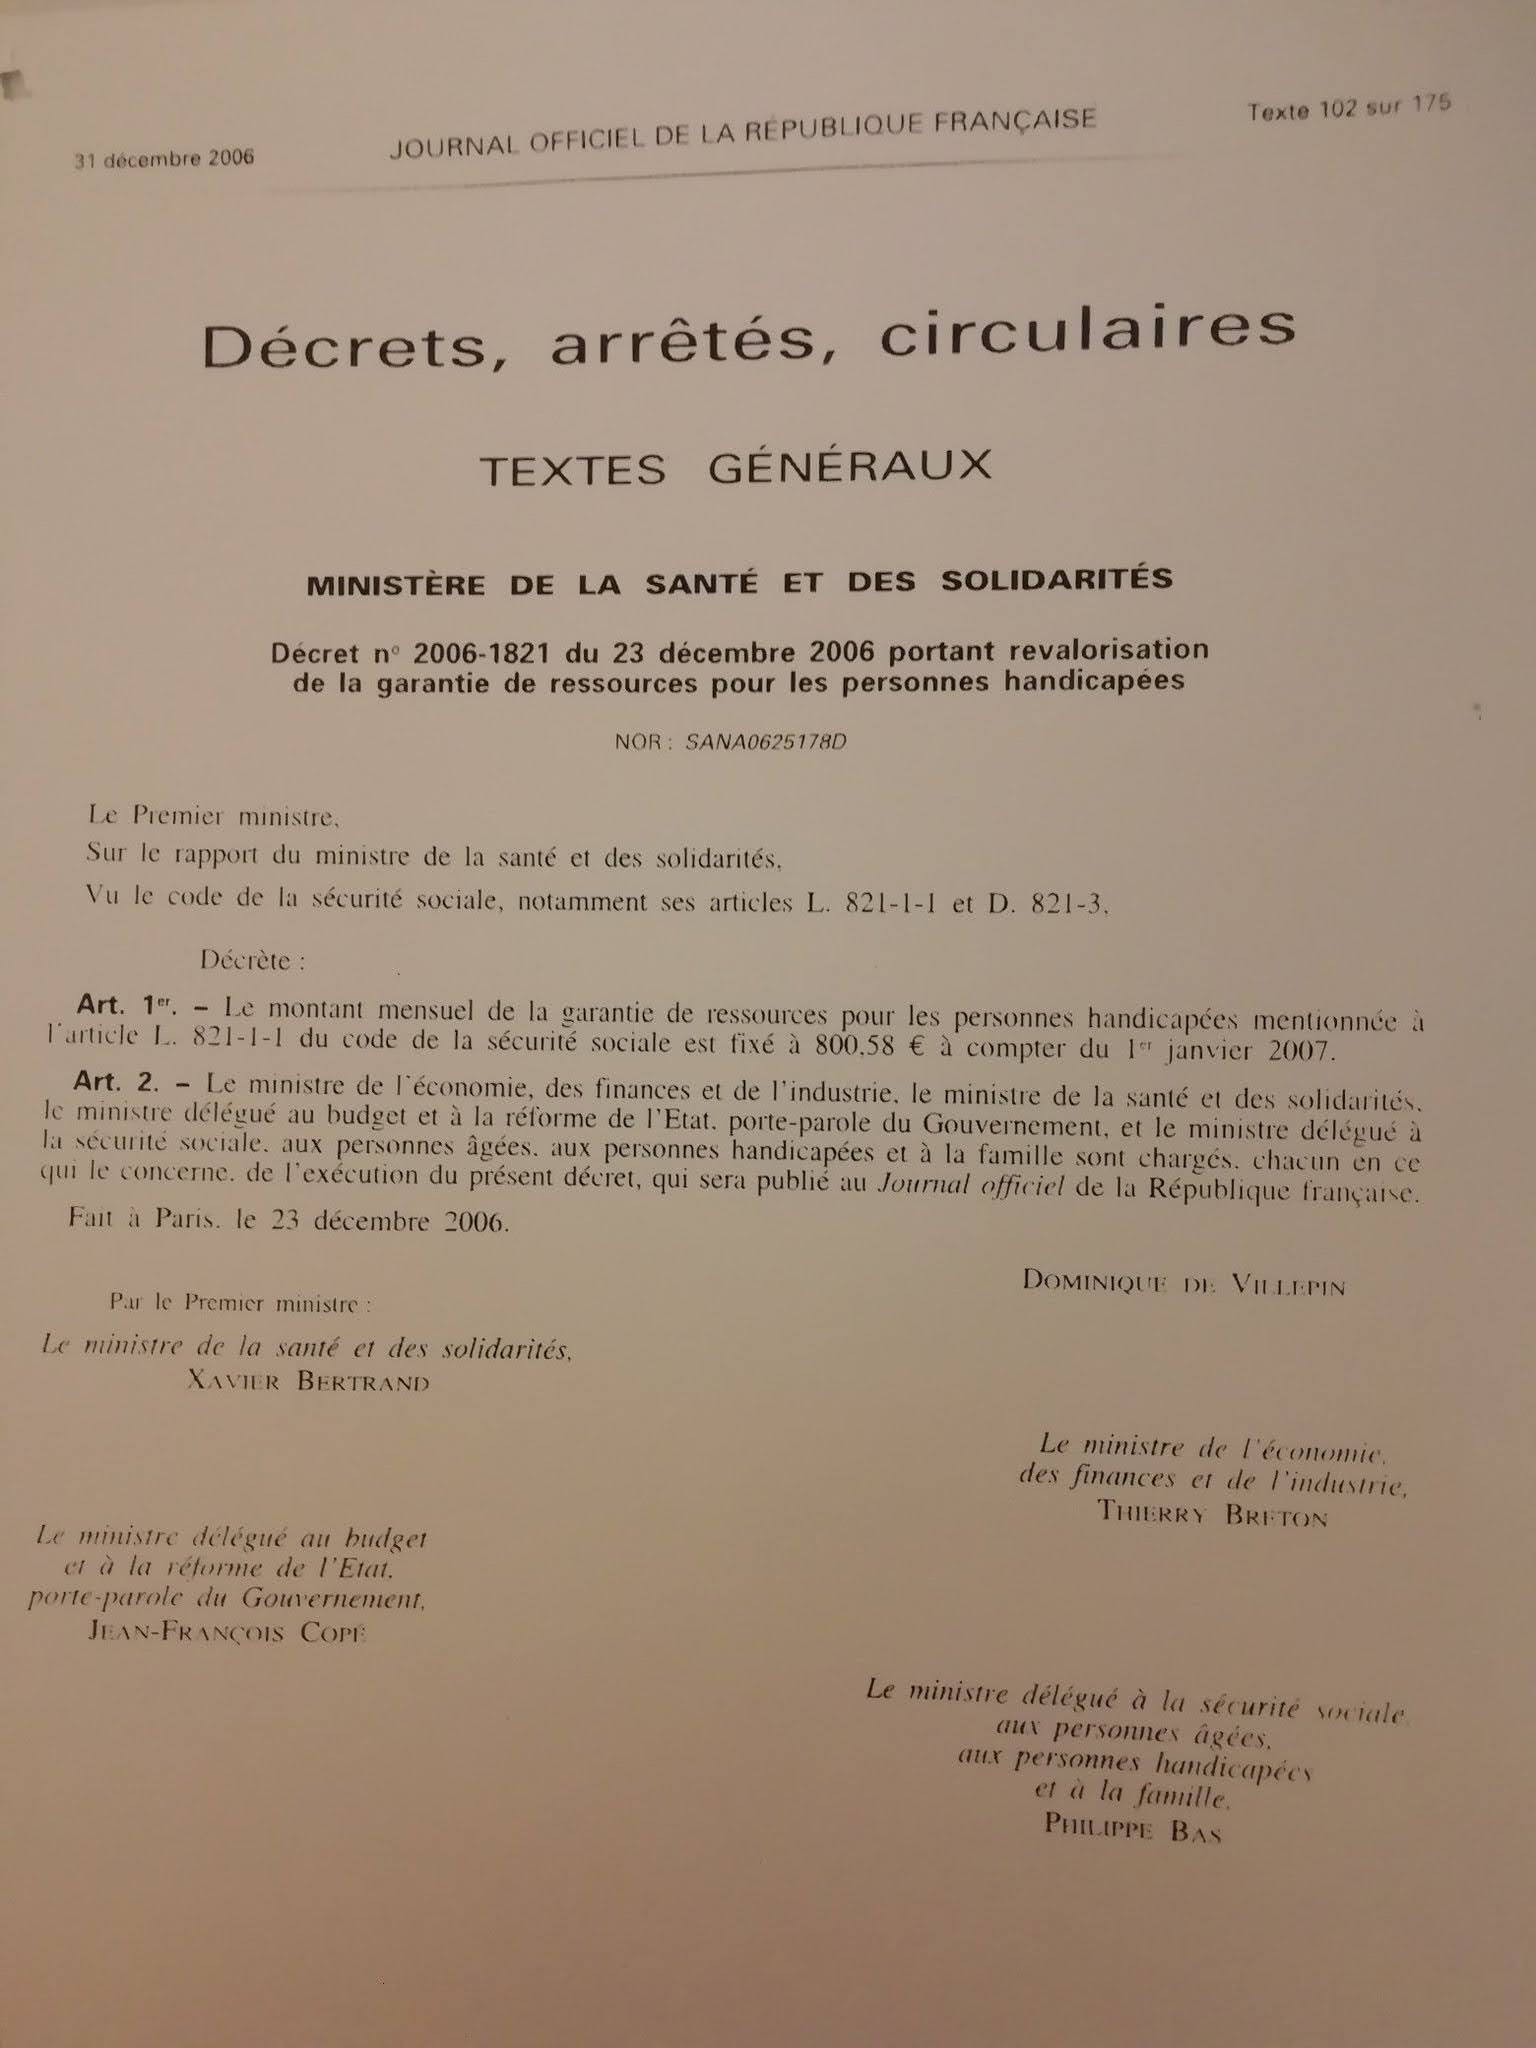 31 décembre 2006
JOURNAL OFFICIEL DE LA RÉPUBLIQUE FRANÇAISE
Texte 102 sur 175
Décrets, arrêtés, circulaires
TEXTES GÉNÉRAUX
MINISTÈRE DE LA SANTÉ ET DES SOLIDARITÉS
Décret nº 2006-1821 du 23 décembre 2006 portant revalorisation
de la garantie de ressources pour les personnes handicapées
NOR : SANA0625178D
Le Premier ministre,
Sur le rapport du ministre de la santé et des solidarités,
Vu le code de la sécurité sociale, notamment ses articles L. 821-1-1 et D. 821-3,
Décrète :
Art. 1er. – Le montant mensuel de la garantie de ressources pour les personnes handicapées mentionnée à
l'article L. 821-1-1 du code de la sécurité sociale est fixé à 800,58 € à compter du 1er janvier 2007.
Art. 2. – Le ministre de l'économie, des finances et de l'industrie, le ministre de la santé et des solidarités,
le ministre délégué au budget et à la réforme de l'Etat, porte-parole du Gouvernement, et le ministre délégué à
la sécurité sociale, aux personnes âgées, aux personnes handicapées et à la famille sont chargés, chacun en ce
qui le concerne, de l'exécution du présent décret, qui sera publié au Journal officiel de la République française.
Fait à Paris, le 23 décembre 2006.
DOMINIQUE DE VILLEPIN
Par le Premier ministre :
Le ministre de la santé et des solidarités,
XAVIER BERTRAND
Le ministre de l'économie,
des finances et de l'industrie,
THIERRY BRETON
Le ministre délégué au budget
et à la réforme de l'Etat,
porte-parole du Gouvernement,
JEAN-FRANÇOIS COPÉ
Le ministre délégué à la sécurité sociale,
aux personnes âgées,
aux personnes handicapées
et à la famille,
PHILIPPE BAS